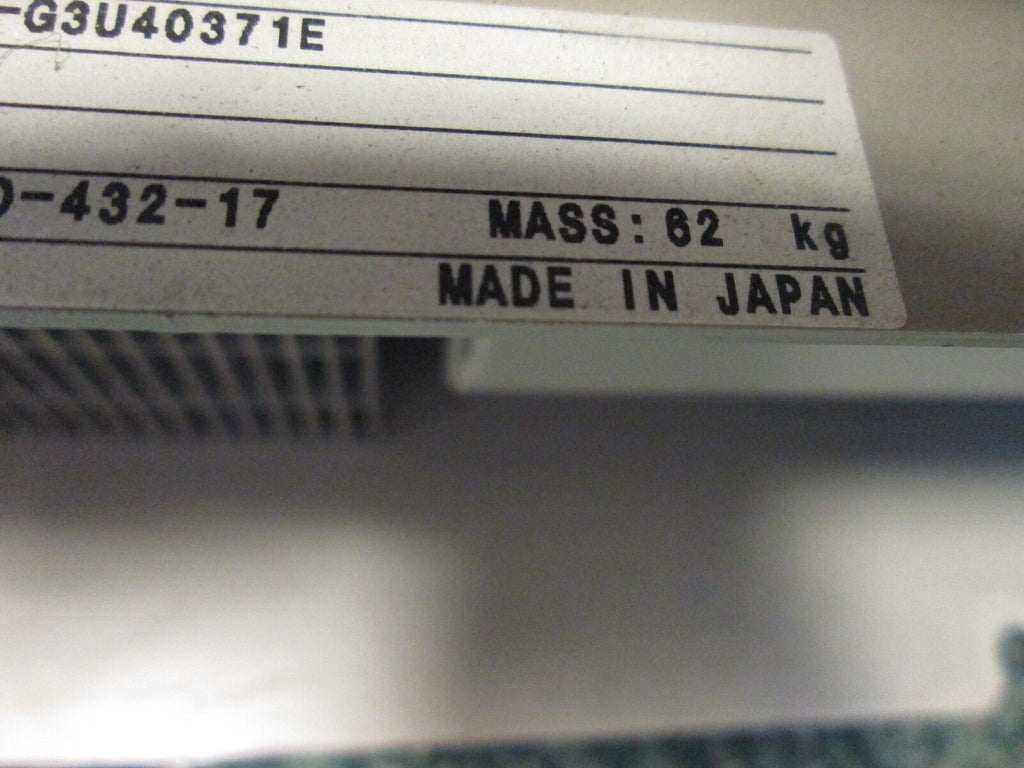 -G3U40371E
-432-17 MASS: 62 kg
MADE IN JAPAN